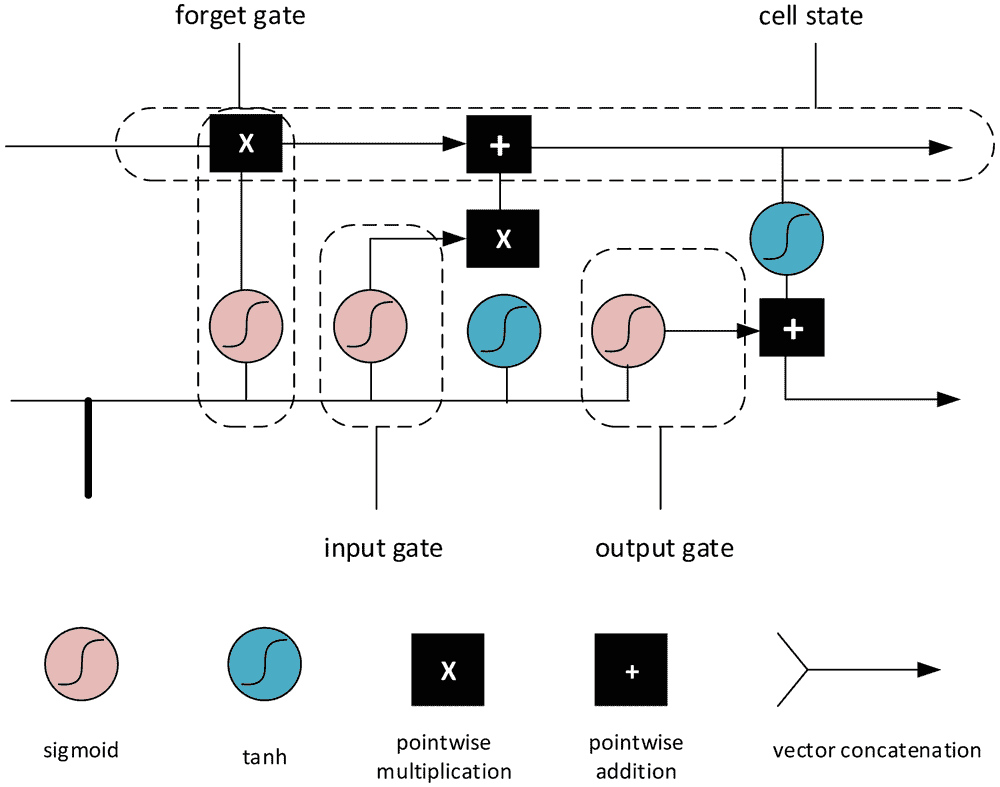 forget gate
cell state
X
+
X
+
input gate
output gate
X
+
sigmoid
tanh
pointwise
multiplication
pointwise
addition
vector concatenation